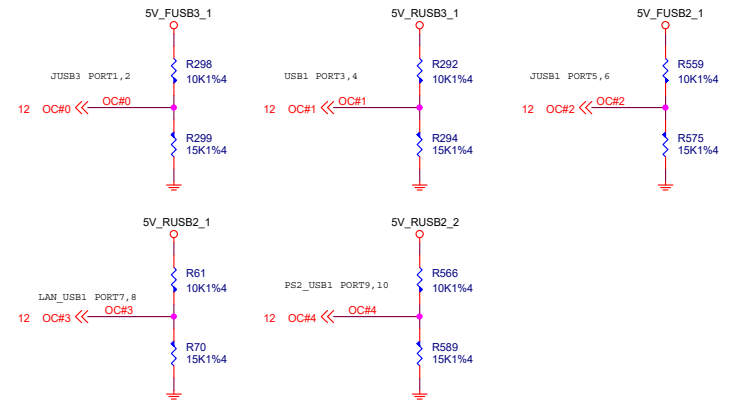 5V_FUSB3_1
R298
10K1%4
JUSB3 PORT1,2
12 OC#0 OC#0
R299
15K1%4
5V_RUSB3_1
R292
10K1%4
USB1 PORT3,4
12 OC#1 OC#1
R294
15K1%4
5V_FUSB2_1
R559
10K1%4
JUSB1 PORT5,6
12 OC#2 OC#2
R575
15K1%4
5V_RUSB2_1
R61
10K1%4
LAN_USB1 PORT7,8
12 OC#3 OC#3
R70
15K1%4
5V_RUSB2_2
R566
10K1%4
PS2_USB1 PORT9,10
12 OC#4 OC#4
R589
15K1%4